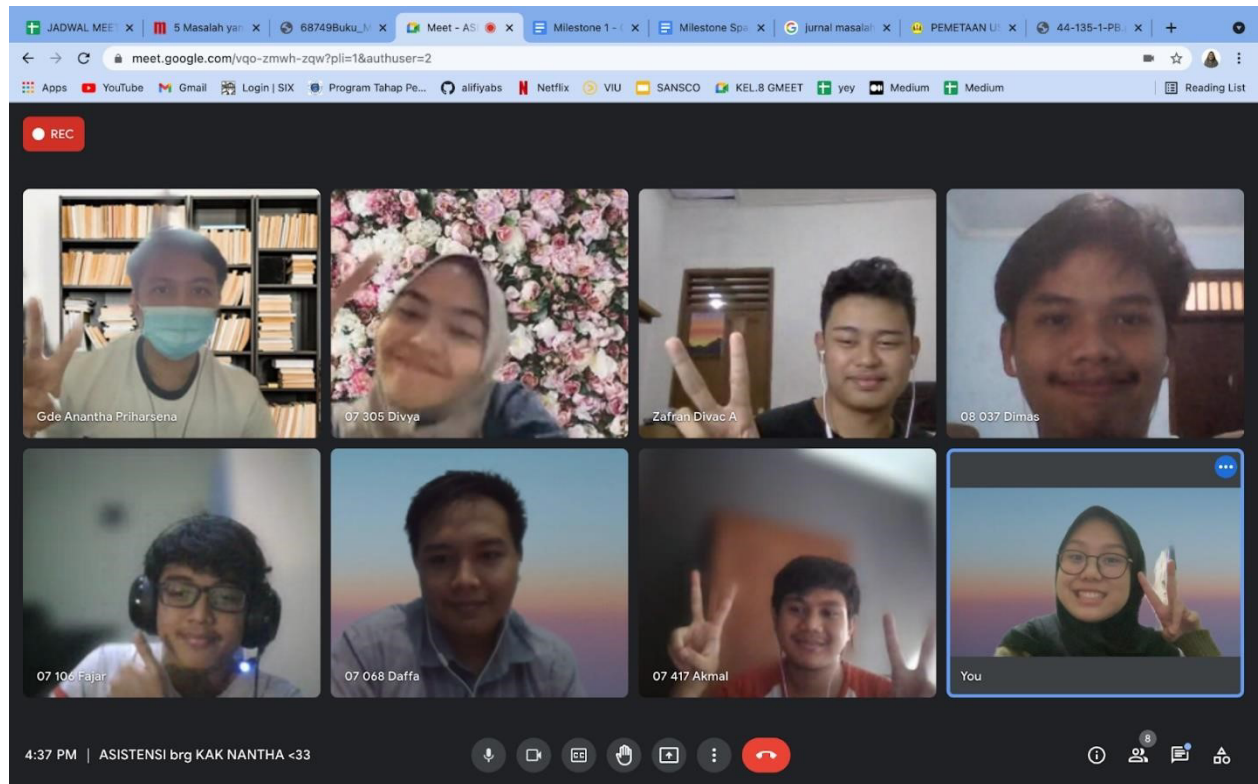 JADWAL MEE
5 Masalah yan
68749Buku_M
Meet - AS
Milestone 1 - 
Milestone Spa
jurnal masalah
PEMETAAN U
44-135-1-PB.
meet.google.com/vqo-zmwh-zqw?pli=1&authuser=2
Apps YouTube Gmail Login | SIX Program Tahap Pe... alifiyabs Netflix VIU SANSCO KEL.8 GMEET yey Medium Medium Reading List
REC
Gde Anantha Priharsena
07 305 Divya
Zafran Divac A
08 037 Dimas
07 106 Fajar
07 068 Daffa
07 417 Akmal
You
4:37 PM | ASISTENSI brg KAK NANTHA <33
8